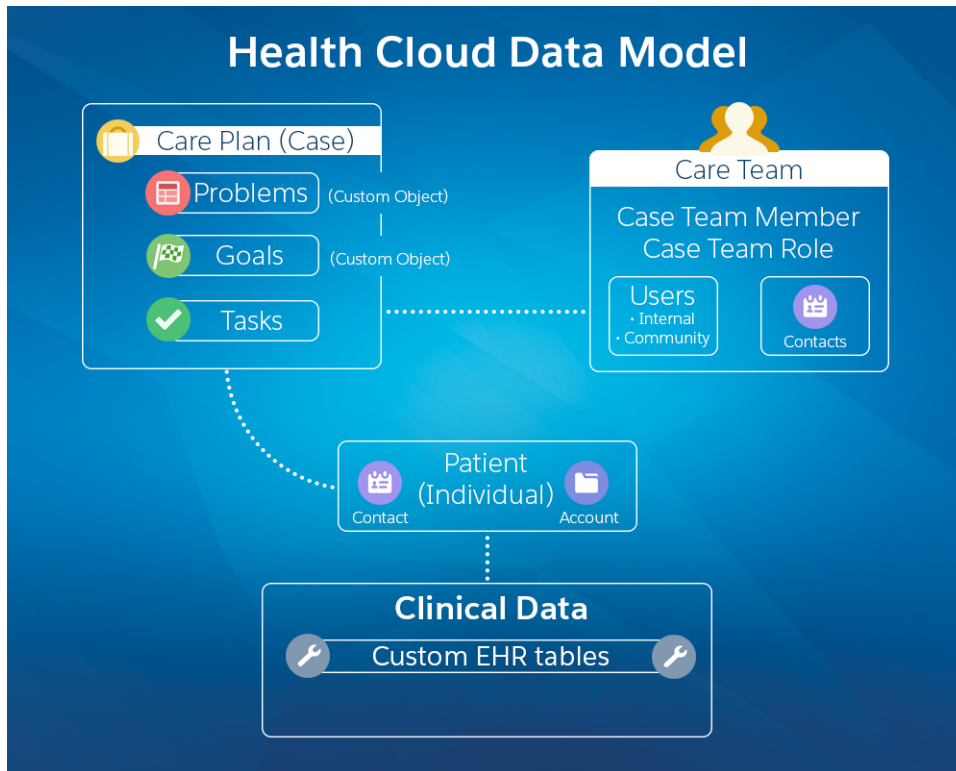 Health Cloud Data Model
Care Plan (Case)
Problems
(Custom Object)
Goals
(Custom Object)
Tasks
Care Team
Case Team Member
Case Team Role
Users
· Internal
· Community
Contacts
Patient
(Individual)
Contact
Account
Clinical Data
Custom EHR tables